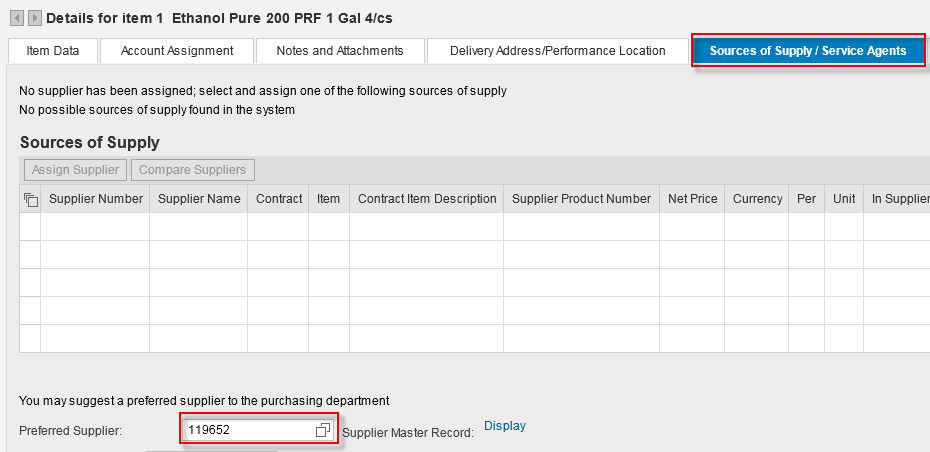 Details for item 1 Ethanol Pure 200 PRF 1 Gal 4/cs
Item Data Account Assignment Notes and Attachments Delivery Address/Performance Location Sources of Supply / Service Agents
No supplier has been assigned; select and assign one of the following sources of supply
No possible sources of supply found in the system
Sources of Supply
Assign Supplier Compare Suppliers
Supplier Number Supplier Name Contract Item Contract Item Description Supplier Product Number Net Price Currency Per Unit In Supplier
You may suggest a preferred supplier to the purchasing department
Preferred Supplier: 119652 Supplier Master Record: Display